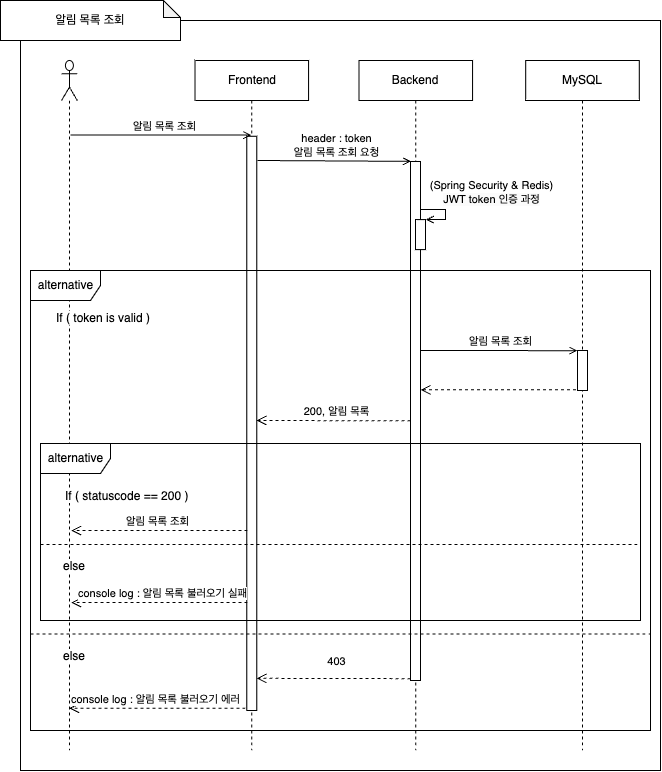 알림 목록 조회
Frontend
Backend
MySQL
알림 목록 조회
header : token
알림 목록 조회 요청
(Spring Security & Redis)
JWT token 인증 과정
alternative
If ( token is valid )
알림 목록 조회
200, 알림 목록
alternative
If ( statuscode == 200 )
알림 목록 조회
else
console log : 알림 목록 불러오기 실패
else
403
console log : 알림 목록 불러오기 에러